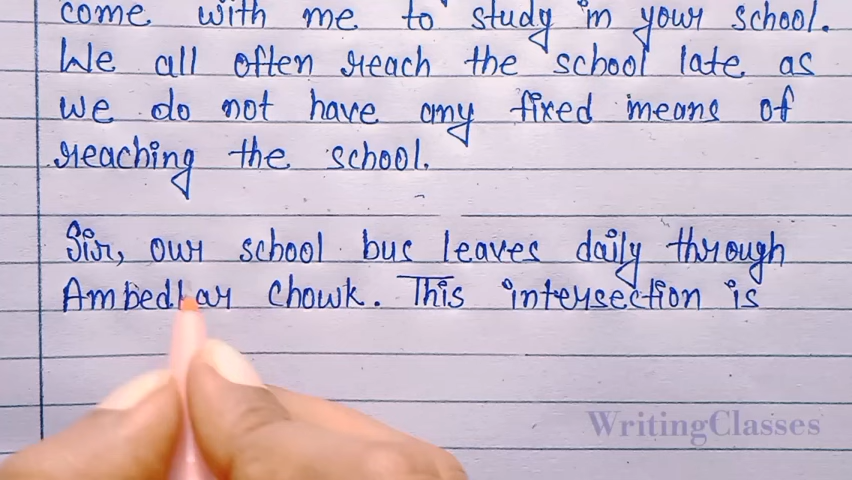 come with me to study in your school.
We all often reach the school late as
we do not have any fixed means of
reaching the school.
Sir, our school bus leaves daily through
Chowk. This intersection is
WritingClasses